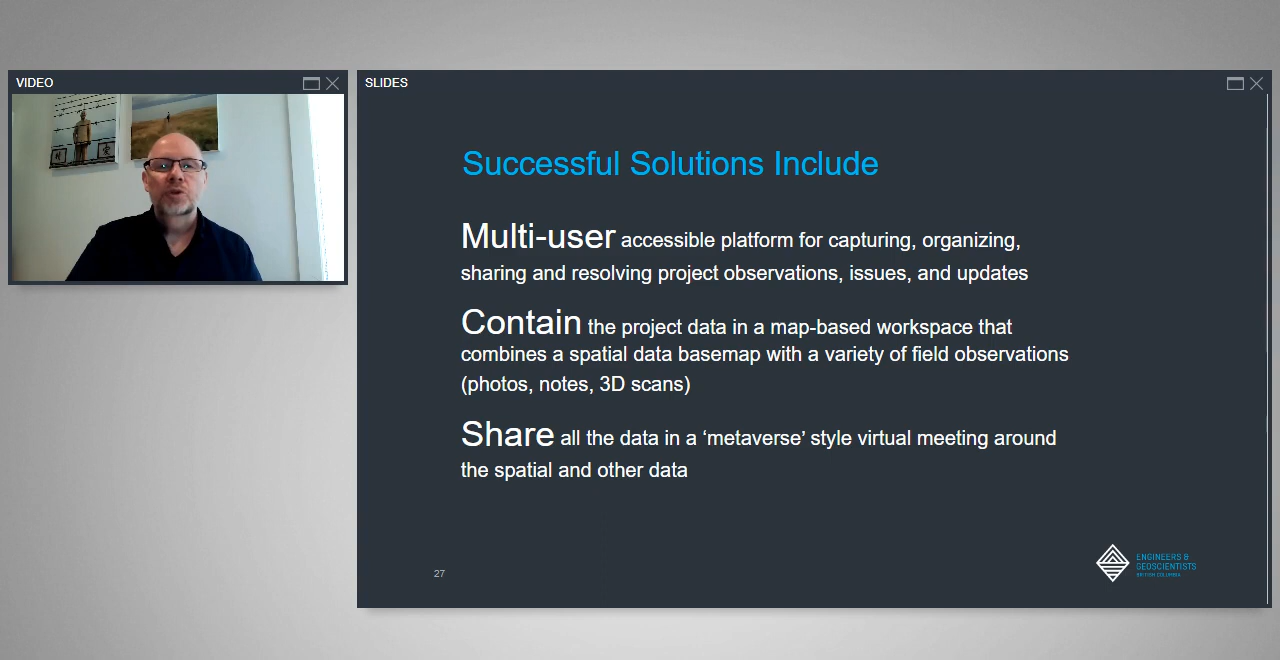 VIDEO
SLIDES
Successful Solutions Include
Multi-user accessible platform for capturing, organizing,
sharing and resolving project observations, issues, and updates
Contain the project data in a map-based workspace that
combines a spatial data basemap with a variety of field observations
(photos, notes, 3D scans)
Share all the data in a ‘metaverse’ style virtual meeting around
the spatial and other data
27
ENGINEERS &
GEOSCIENTISTS
BRITISH COLUMBIA